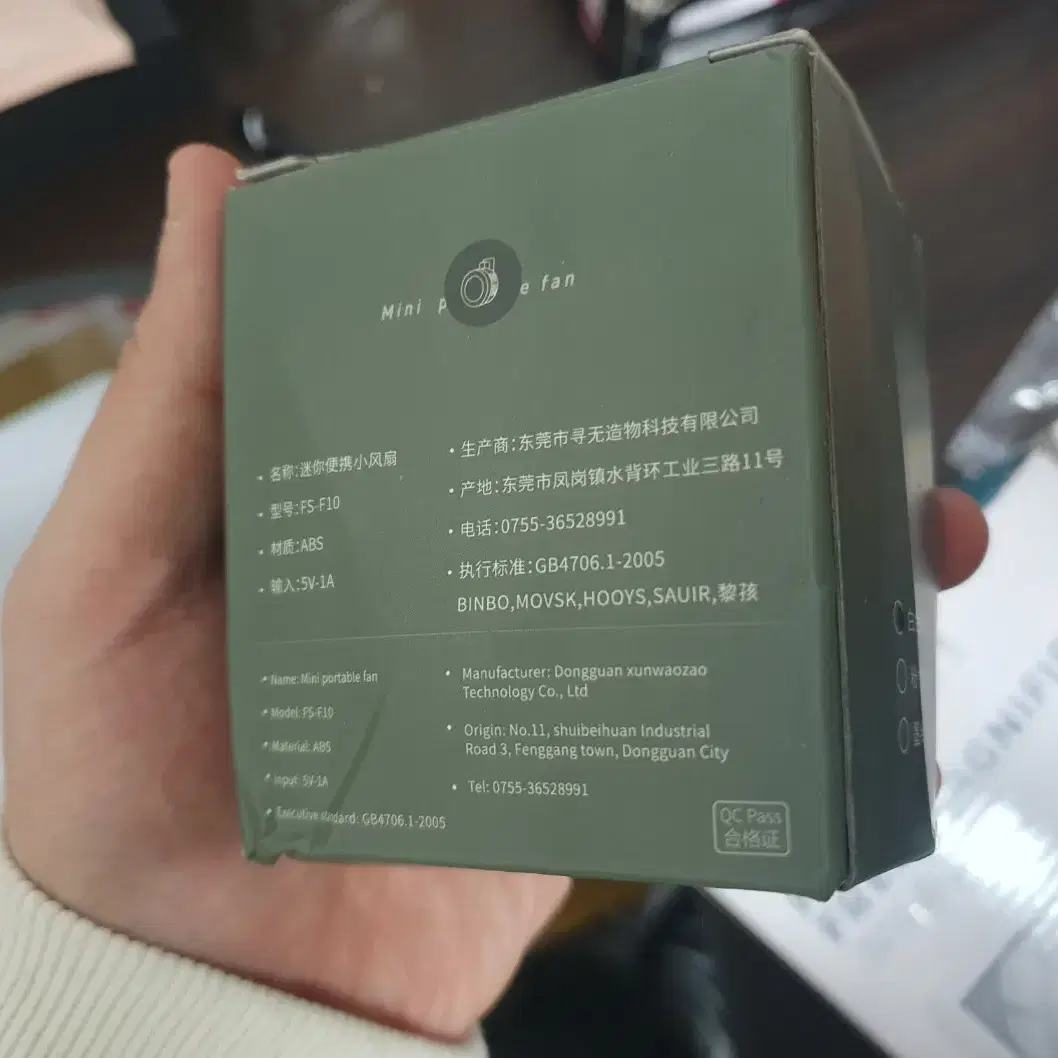 Mini p e fan
• 名称:迷你便携小风扇
• 型号:FS-F10
• 材质:ABS
• 输入:5V-1A
• 生产商:东莞市寻无造物科技有限公司
• 产地:东莞市凤岗镇水背环工业三路11号
• 电话:0755-36528991
• 执行标准:GB4706.1-2005
BINBO,MOVSK,HOOYS,SAUIR,黎孩
• Name: Mini portable fan
• Model: FS-F10
• Material: ABS
• Input: 5V-1A
• Executive standard: GB4706.1-2005
• Manufacturer: Dongguan xunwaozao
Technology Co., Ltd
• Origin: No.11, shuibeihuan Industrial
Road 3, Fenggang town, Dongguan City
• Tel: 0755-36528991
QC Pass
合格证